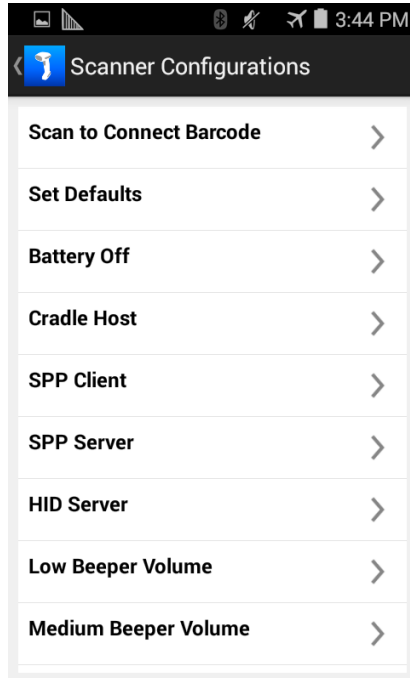 3:44 PM
Scanner Configurations
Scan to Connect Barcode
Set Defaults
Battery Off
Cradle Host
SPP Client
SPP Server
HID Server
Low Beeper Volume
Medium Beeper Volume